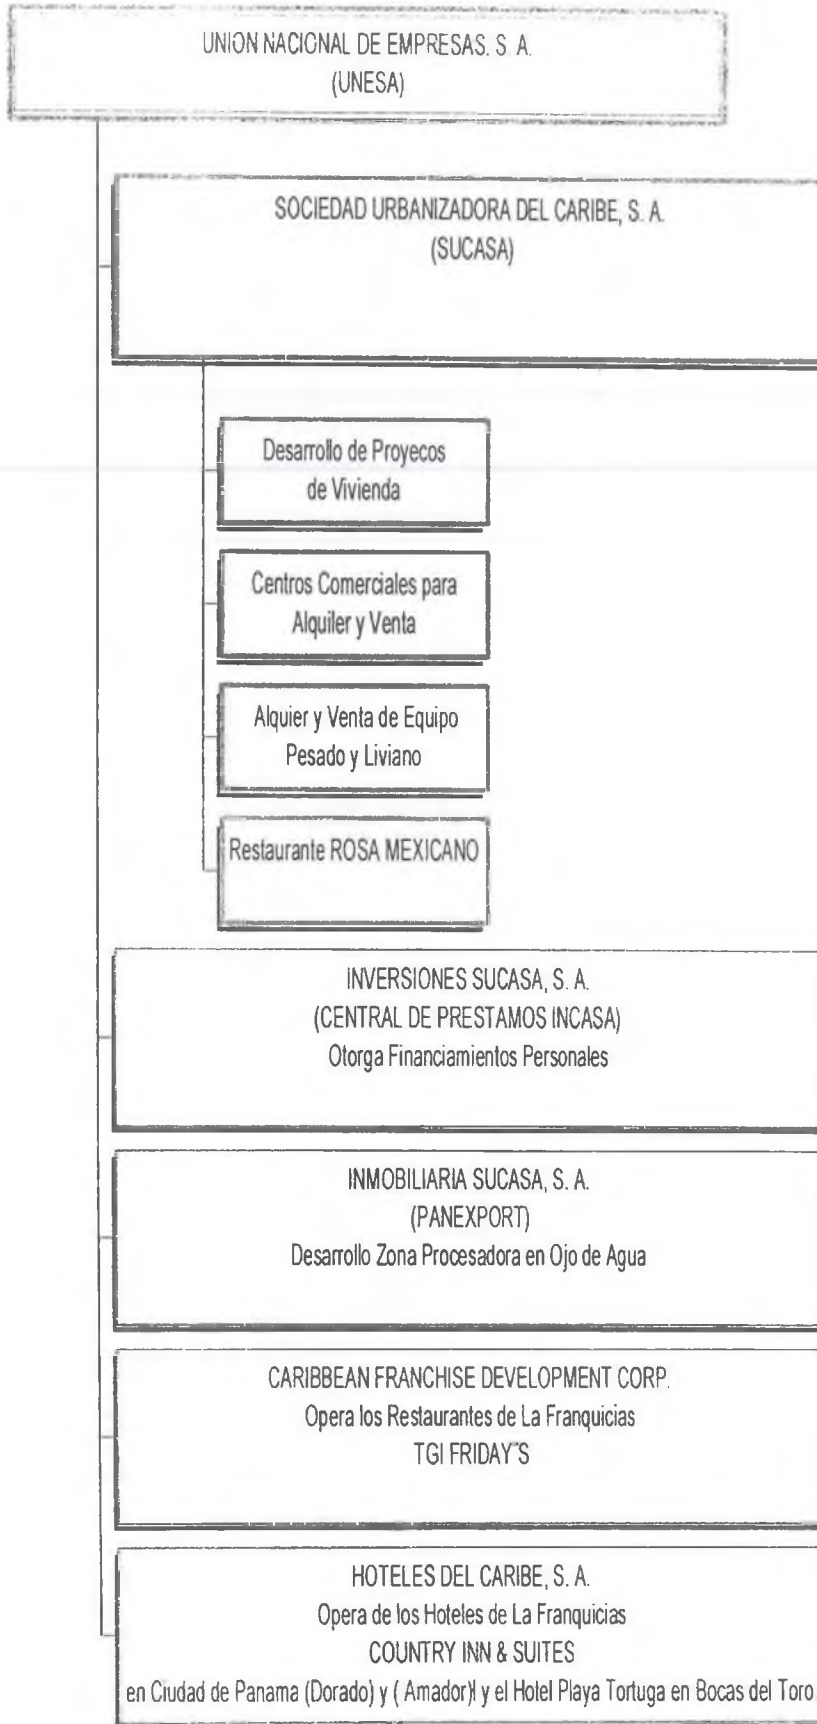 UNION NACIONAL DE EMPRESAS, S. A.
(UNESA)
SOCIEDAD URBANIZADORA DEL CARIBE, S. A.
(SUCASA)
Desarrollo de Proyecos
de Vivienda
Centros Comerciales para
Alquiler y Venta
Alquier y Venta de Equipo
Pesado y Liviano
Restaurante ROSA MEXICANO
INVERSIONES SUCASA, S. A.
(CENTRAL DE PRESTAMOS INCASA)
Otorga Financiamientos Personales
INMOBILIARIA SUCASA, S. A.
(PANEXPORT)
Desarrollo Zona Procesadora en Ojo de Agua
CARIBBEAN FRANCHISE DEVELOPMENT CORP.
Opera los Restaurantes de La Franquicias
TGI FRIDAY´S
HOTELES DEL CARIBE, S. A.
Opera de los Hoteles de La Franquicias
COUNTRY INN & SUITES
en Ciudad de Panama (Dorado) y ( Amador)l y el Hotel Playa Tortuga en Bocas del Toro